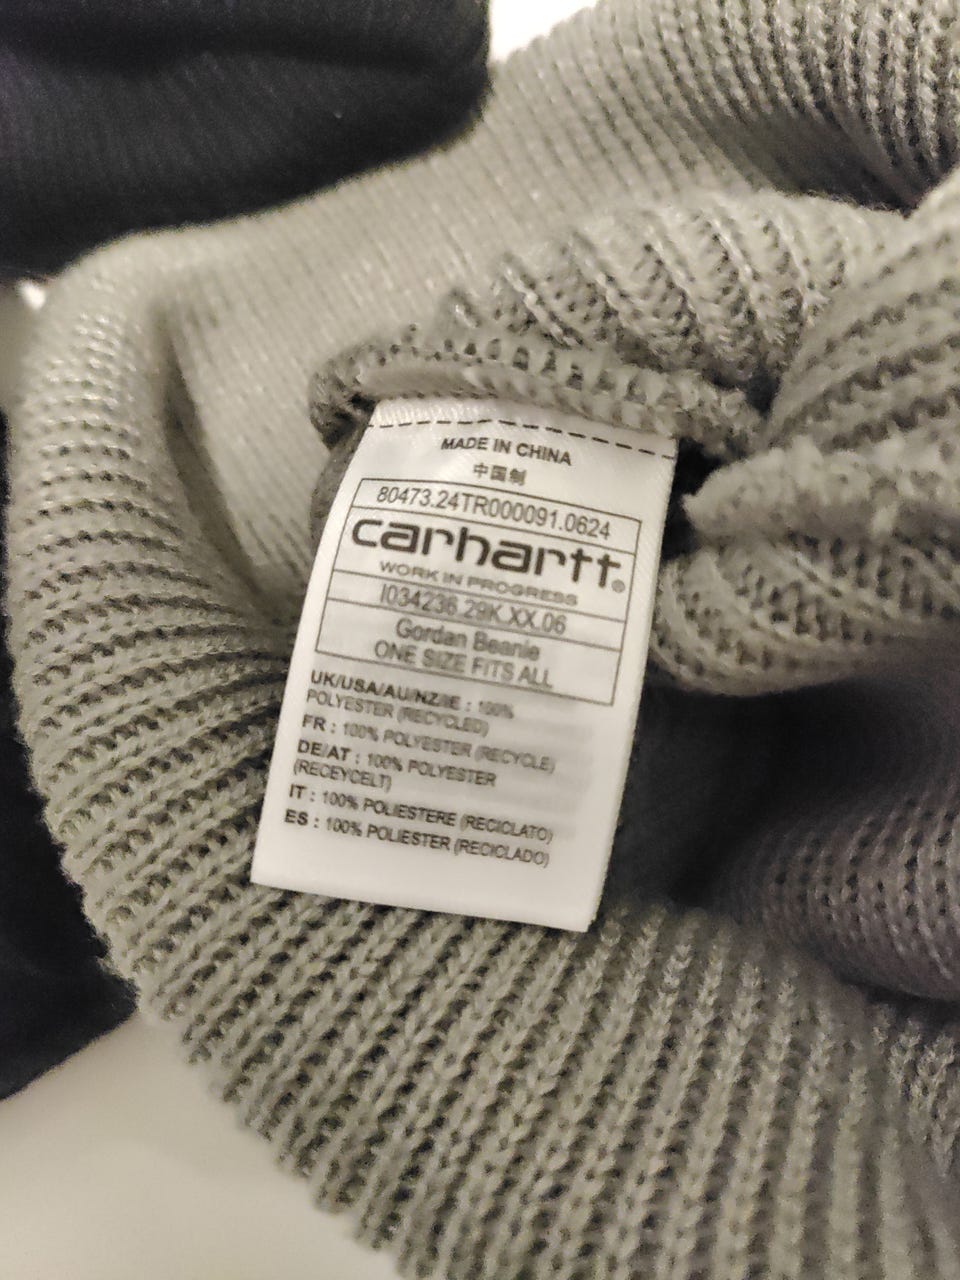 MADE IN CHINA
中国制
80473.24TR000091.0624
carhartt®
WORK IN PROGRESS
I034236.29K.XX.06
Gordan Beanie
ONE SIZE FITS ALL
UK/USA/AU/NZ/IE : 100%
POLYESTER (RECYCLED)
FR : 100% POLYESTER (RECYCLE)
DE/AT : 100% POLYESTER
(RECEYCELT)
IT : 100% POLIESTERE (RICICLATO)
ES : 100% POLIESTER (RECICLADO)